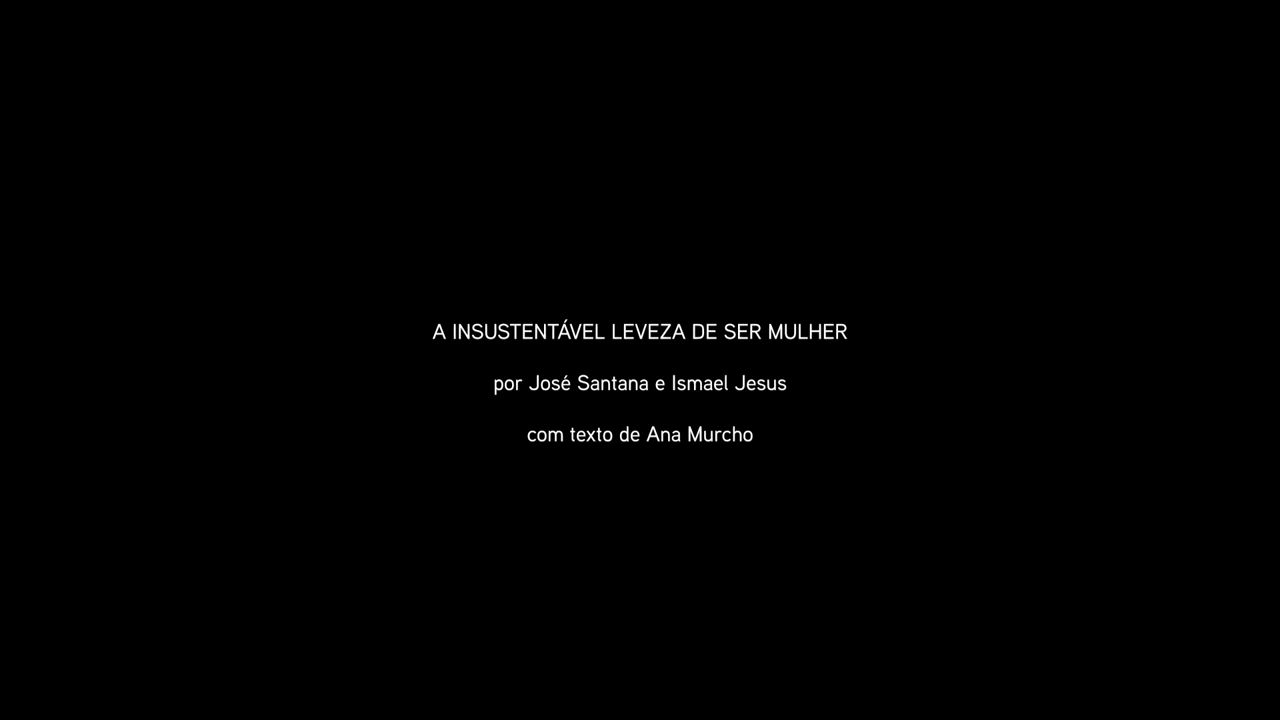 A INSUSTENTÁVEL LEVEZA DE SER MULHER
por José Santana e Ismael Jesus
com texto de Ana Murcho